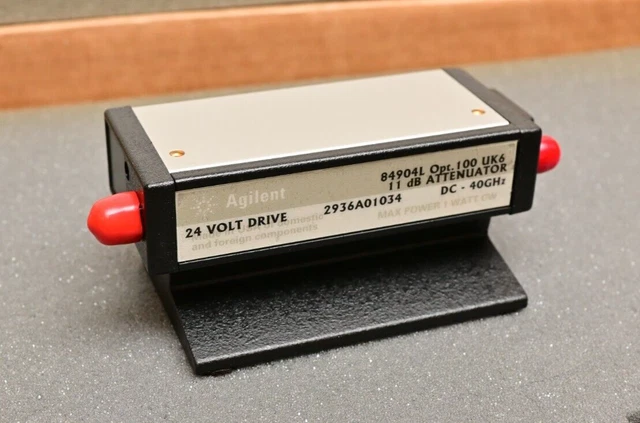 Agilent
84904L Opt.100 UK6
11 dB ATTENUATOR
24 VOLT DRIVE 2936A01034 DC - 40GHz
MAX POWER 1 WATT CW
domestic
and foreign components